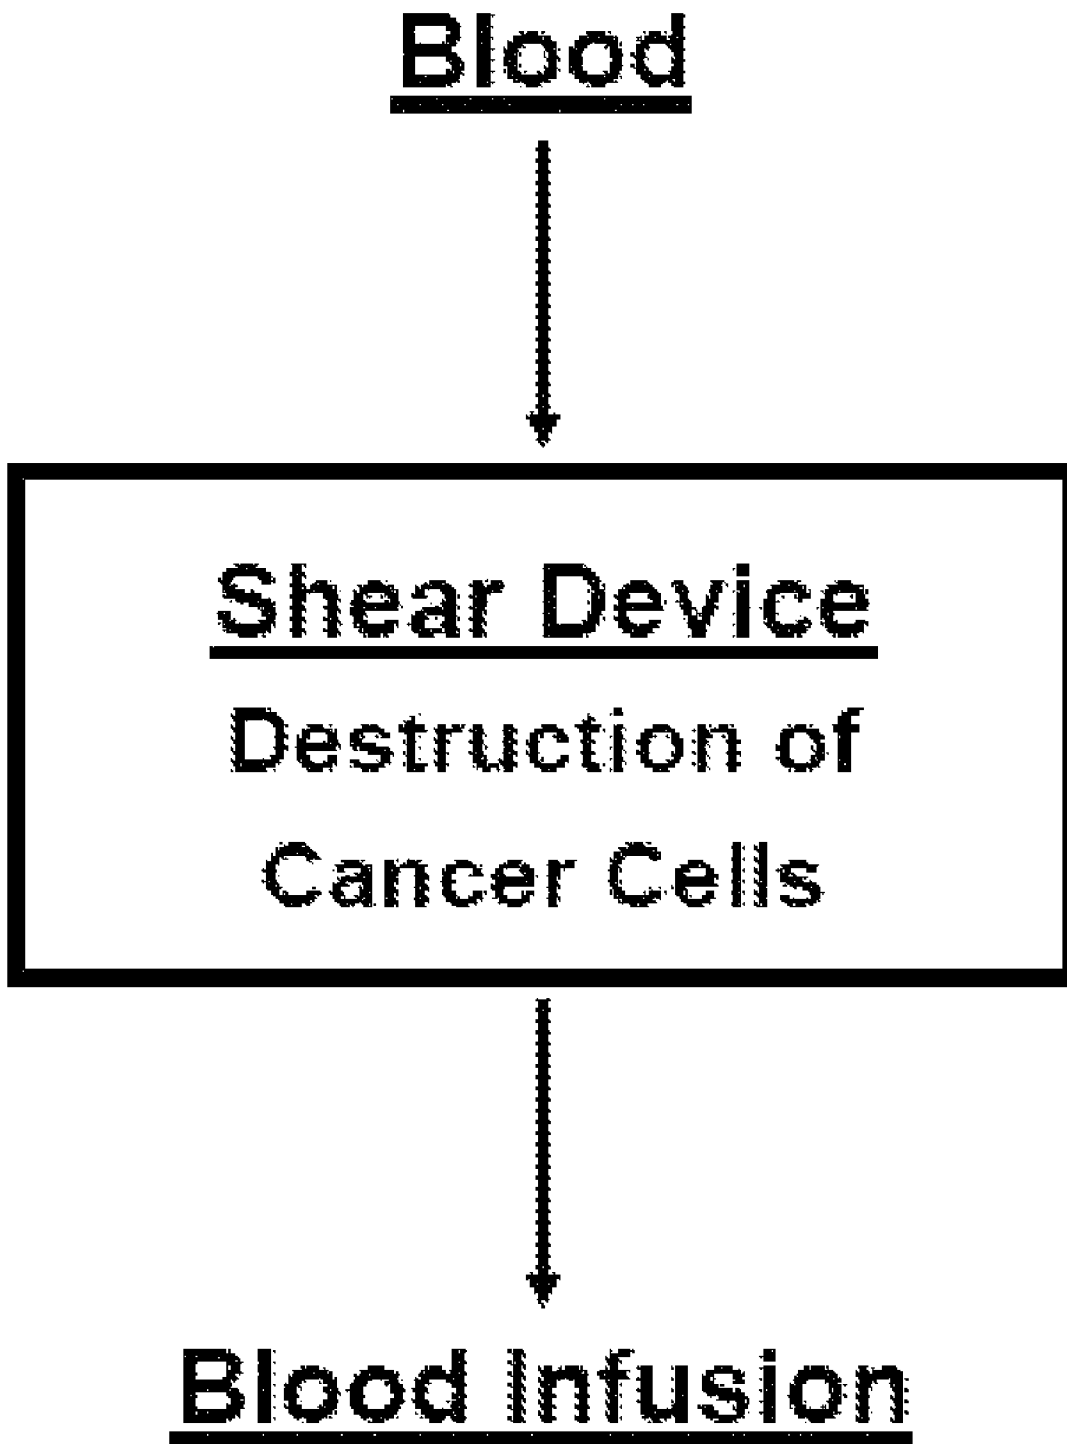 Blood
Shear Device
Destruction of
Cancer Cells
Blood Infusion